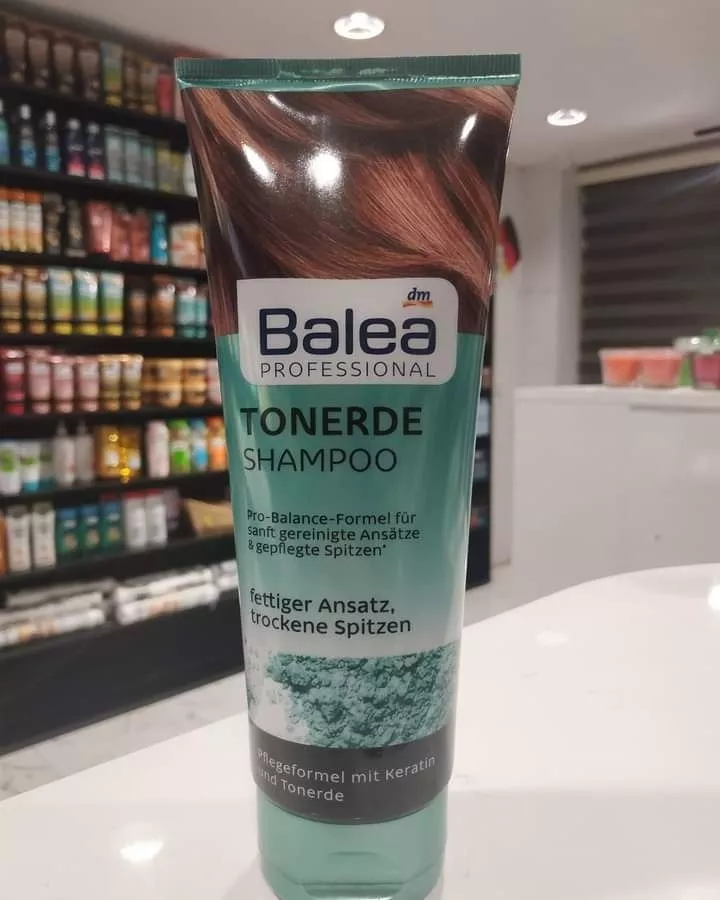 dm
Balea
PROFESSIONAL
TONERDE
SHAMPOO
Pro-Balance-Formel für
sanft gereinigte Ansätze
& gepflegte Spitzen*
fettiger Ansatz,
trockene Spitzen
Pflegeformel mit Keratin
und Tonerde